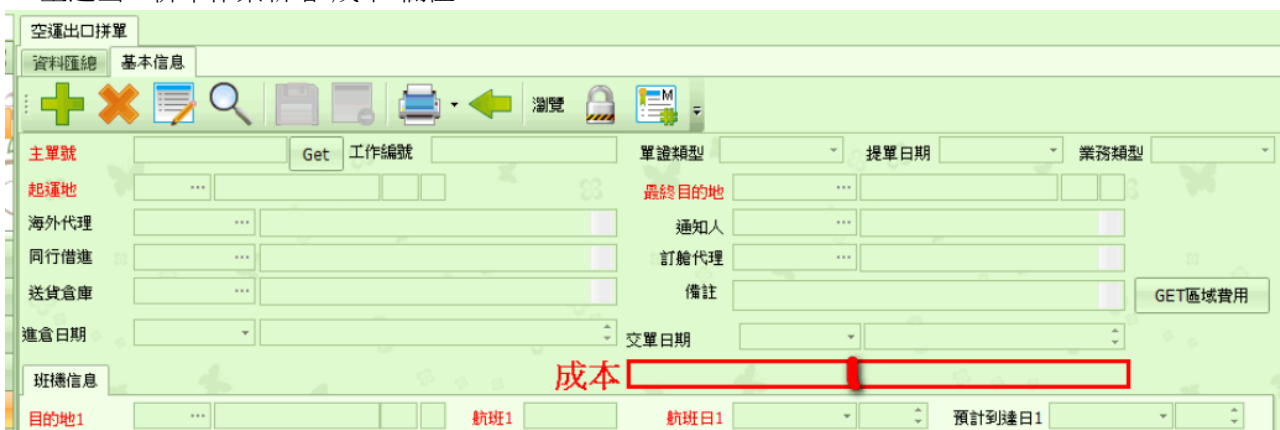 空運出口拼單
資料匯總 基本信息
瀏覽 M
主單號 Get 工作編號 單證類型 提單日期 業務類型
起運地 ... 最終目的地 ...
海外代理 ... 通知人 ...
同行借進 ... 訂艙代理 ...
送貨倉庫 ... 備註 GET區域費用
進倉日期 交單日期
班機信息 成本
目的地1 ... 航班1 航班日1 預計到達日1